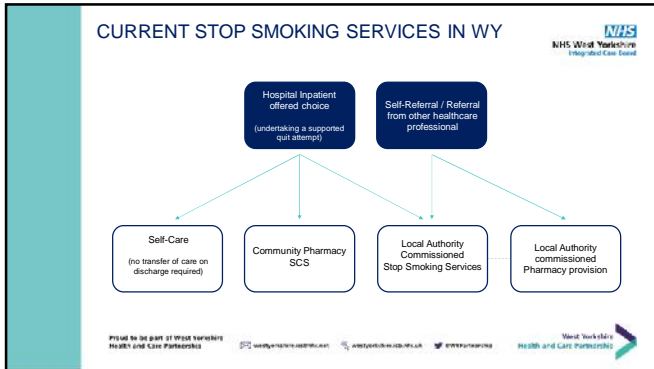 CURRENT STOP SMOKING SERVICES IN WY
NHS
NHS West Yorkshire
Integrated Care Board
Hospital Inpatient
offered choice
(undertaking a supported
quit attempt)
Self-Referral / Referral
from other healthcare
professional
Self-Care
(no transfer of care on
discharge required)
Community Pharmacy
SCS
Local Authority
Commissioned
Stop Smoking Services
Local Authority
commissioned
Pharmacy provision
Proud to be part of West Yorkshire
Health and Care Partnership
West Yorkshire
Health and Care Partnership